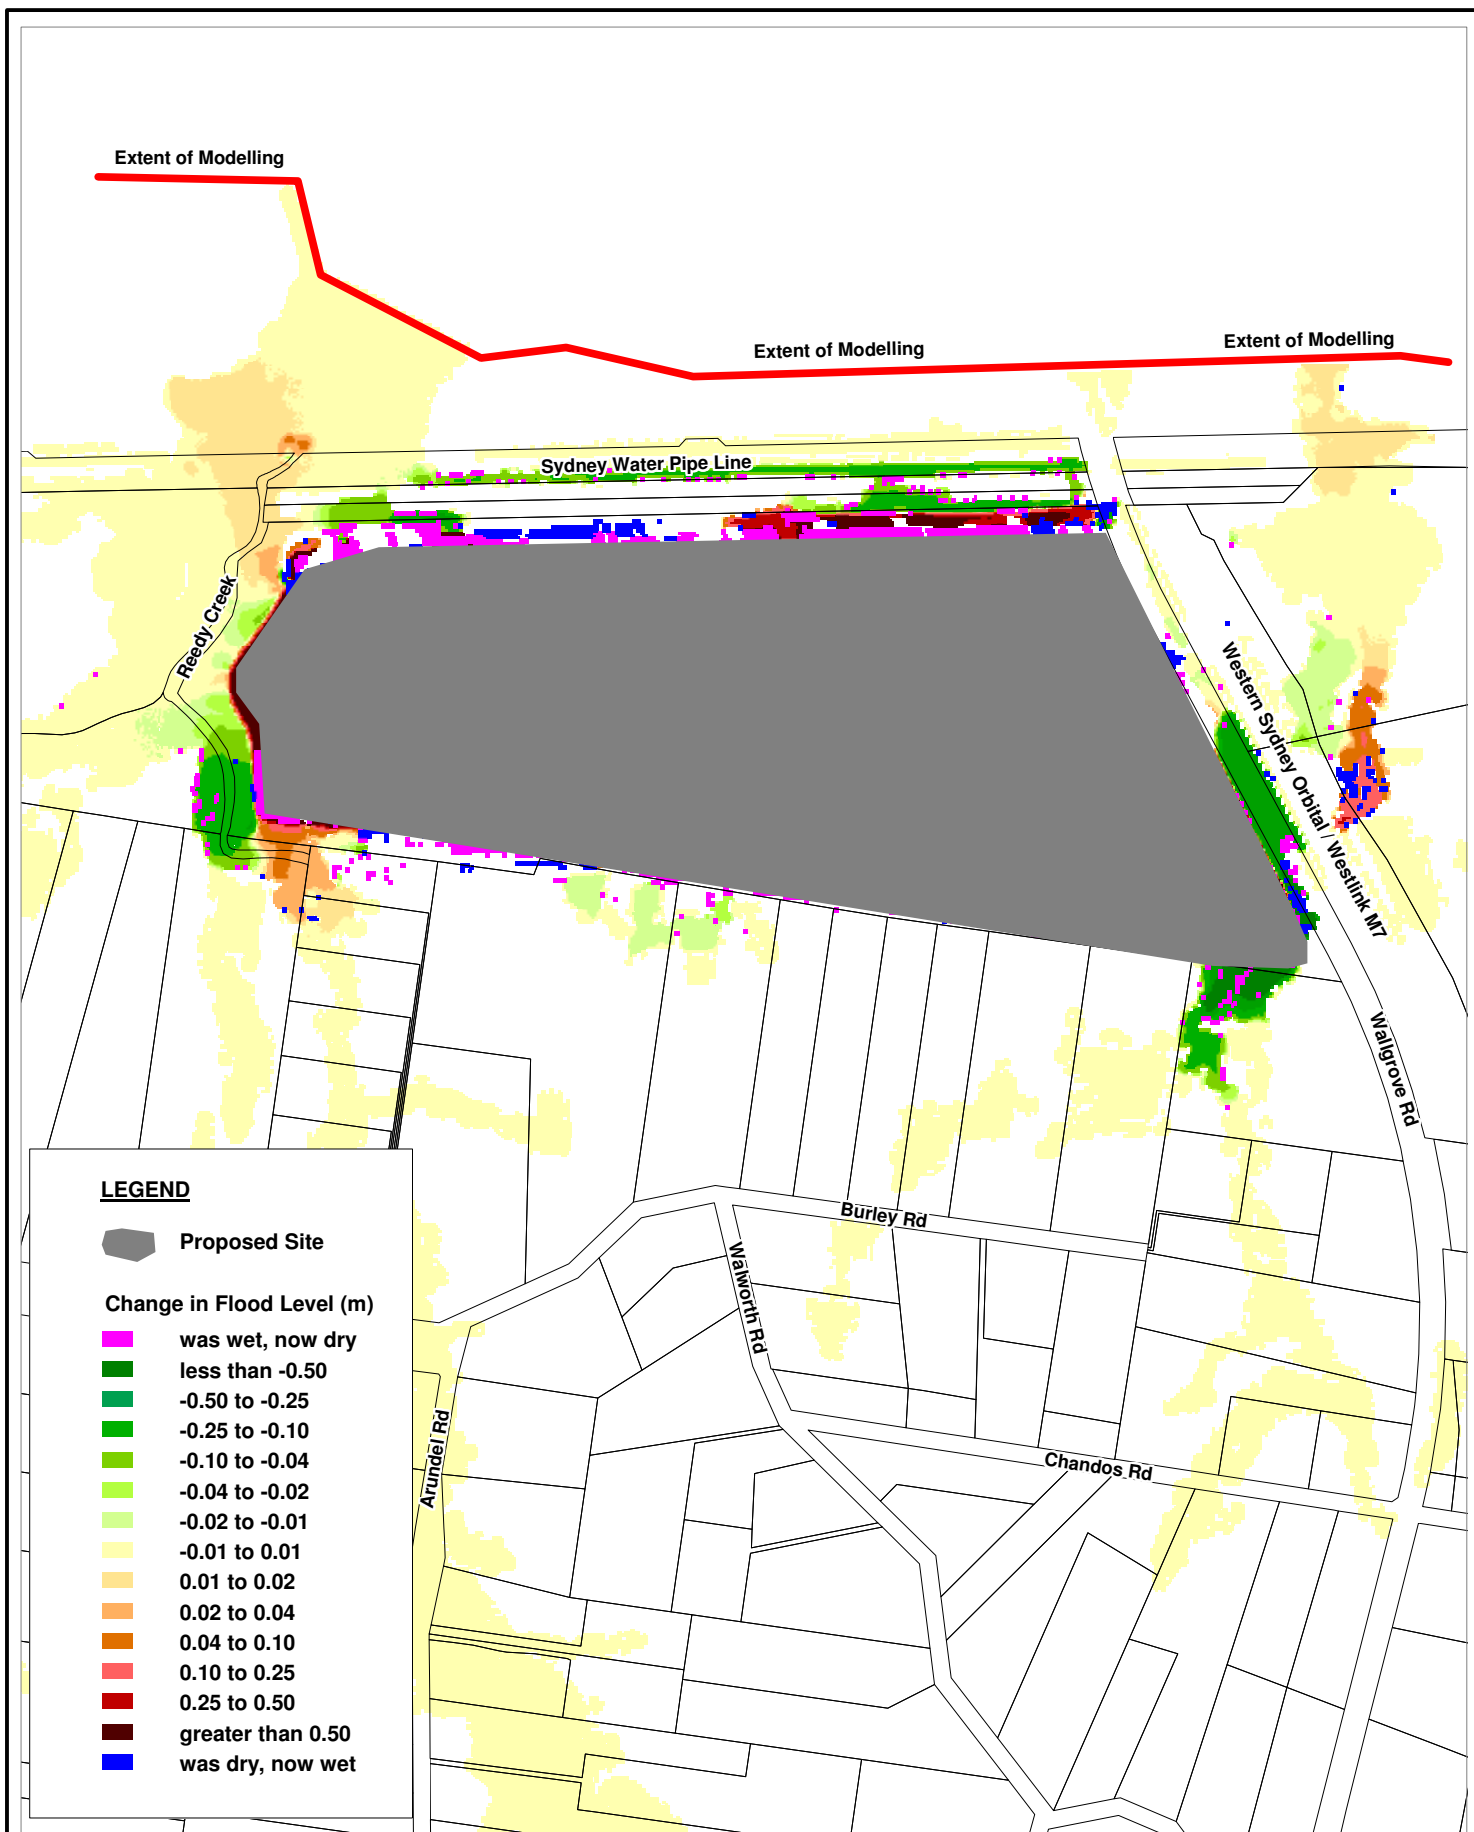 Extent of Modelling
Extent of Modelling
Extent of Modelling
Sydney Water Pipe Line
Reedy Creek
Western Sydney Orbital / Westlink M7
Wallgrove Rd
Burley Rd
Walworth Rd
Chandos Rd
Arundel Rd
LEGEND
Proposed Site
Change in Flood Level (m)
was wet, now dry
less than -0.50
-0.50 to -0.25
-0.25 to -0.10
-0.10 to -0.04
-0.04 to -0.02
-0.02 to -0.01
-0.01 to 0.01
0.01 to 0.02
0.02 to 0.04
0.04 to 0.10
0.10 to 0.25
0.25 to 0.50
greater than 0.50
was dry, now wet